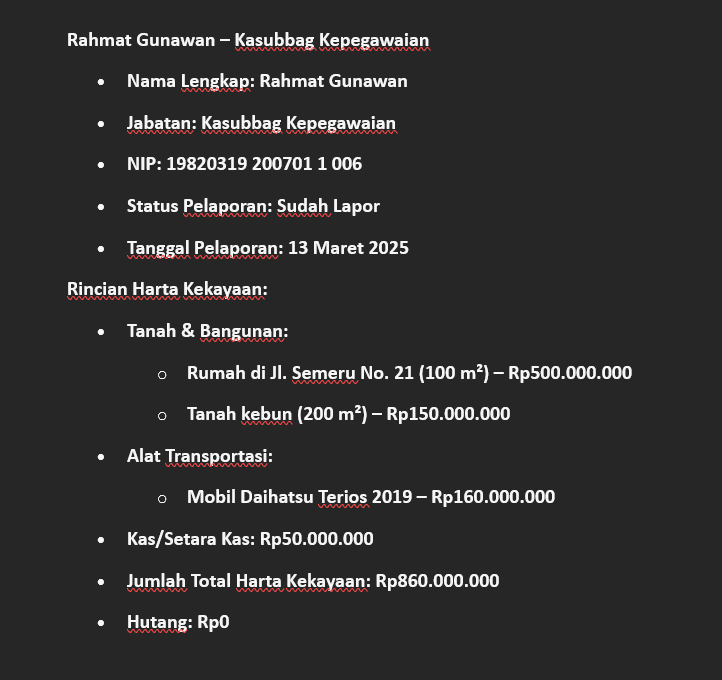 Rahmat Gunawan – Kasubbag Kepegawaian
• Nama Lengkap: Rahmat Gunawan
• Jabatan: Kasubbag Kepegawaian
• NIP: 19820319 200701 1 006
• Status Pelaporan: Sudah Lapor
• Tanggal Pelaporan: 13 Maret 2025
Rincian Harta Kekayaan:
• Tanah & Bangunan:
o Rumah di Jl. Semeru No. 21 (100 m²) – Rp500.000.000
o Tanah kebun (200 m²) – Rp150.000.000
• Alat Transportasi:
o Mobil Daihatsu Terios 2019 – Rp160.000.000
• Kas/Setara Kas: Rp50.000.000
• Jumlah Total Harta Kekayaan: Rp860.000.000
• Hutang: Rp0